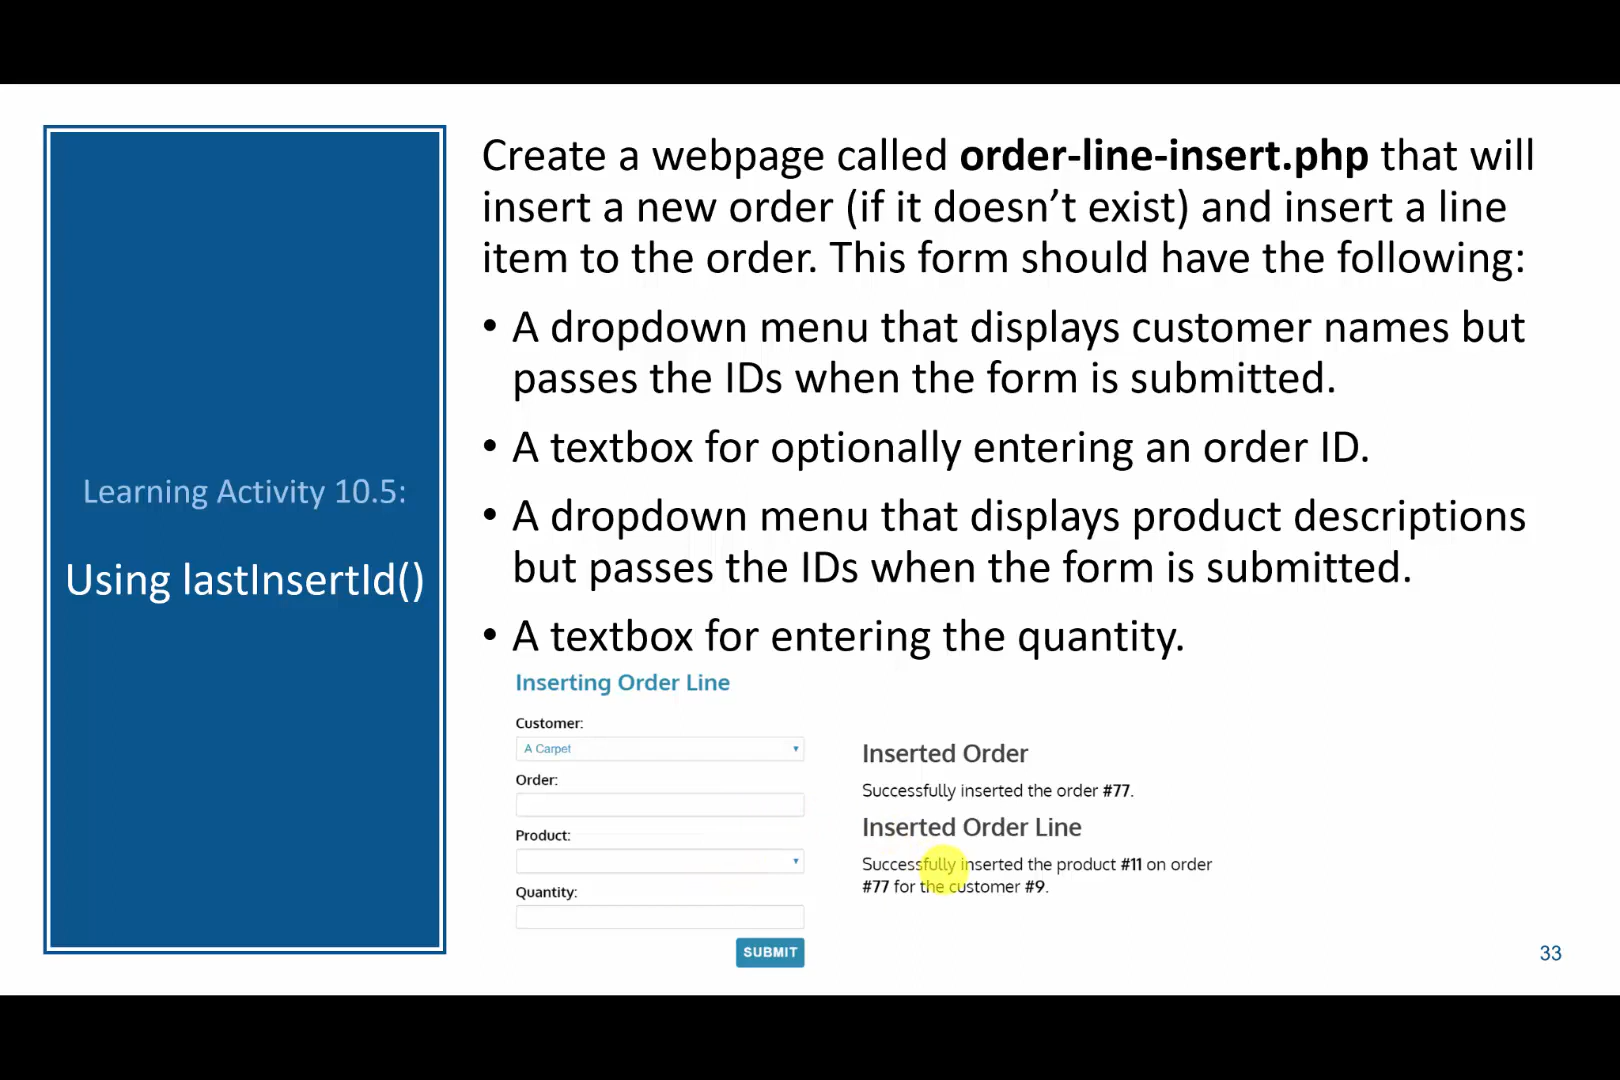 Learning Activity 10.5:
Using lastInsertId()
Create a webpage called order-line-insert.php that will
insert a new order (if it doesn’t exist) and insert a line
item to the order. This form should have the following:
• A dropdown menu that displays customer names but
passes the IDs when the form is submitted.
• A textbox for optionally entering an order ID.
• A dropdown menu that displays product descriptions
but passes the IDs when the form is submitted.
• A textbox for entering the quantity.
Inserting Order Line
Customer:
A Carpet
Order:
Product:
Quantity:
SUBMIT
Inserted Order
Successfully inserted the order #77.
Inserted Order Line
Successfully inserted the product #11 on order
#77 for the customer #9.
33